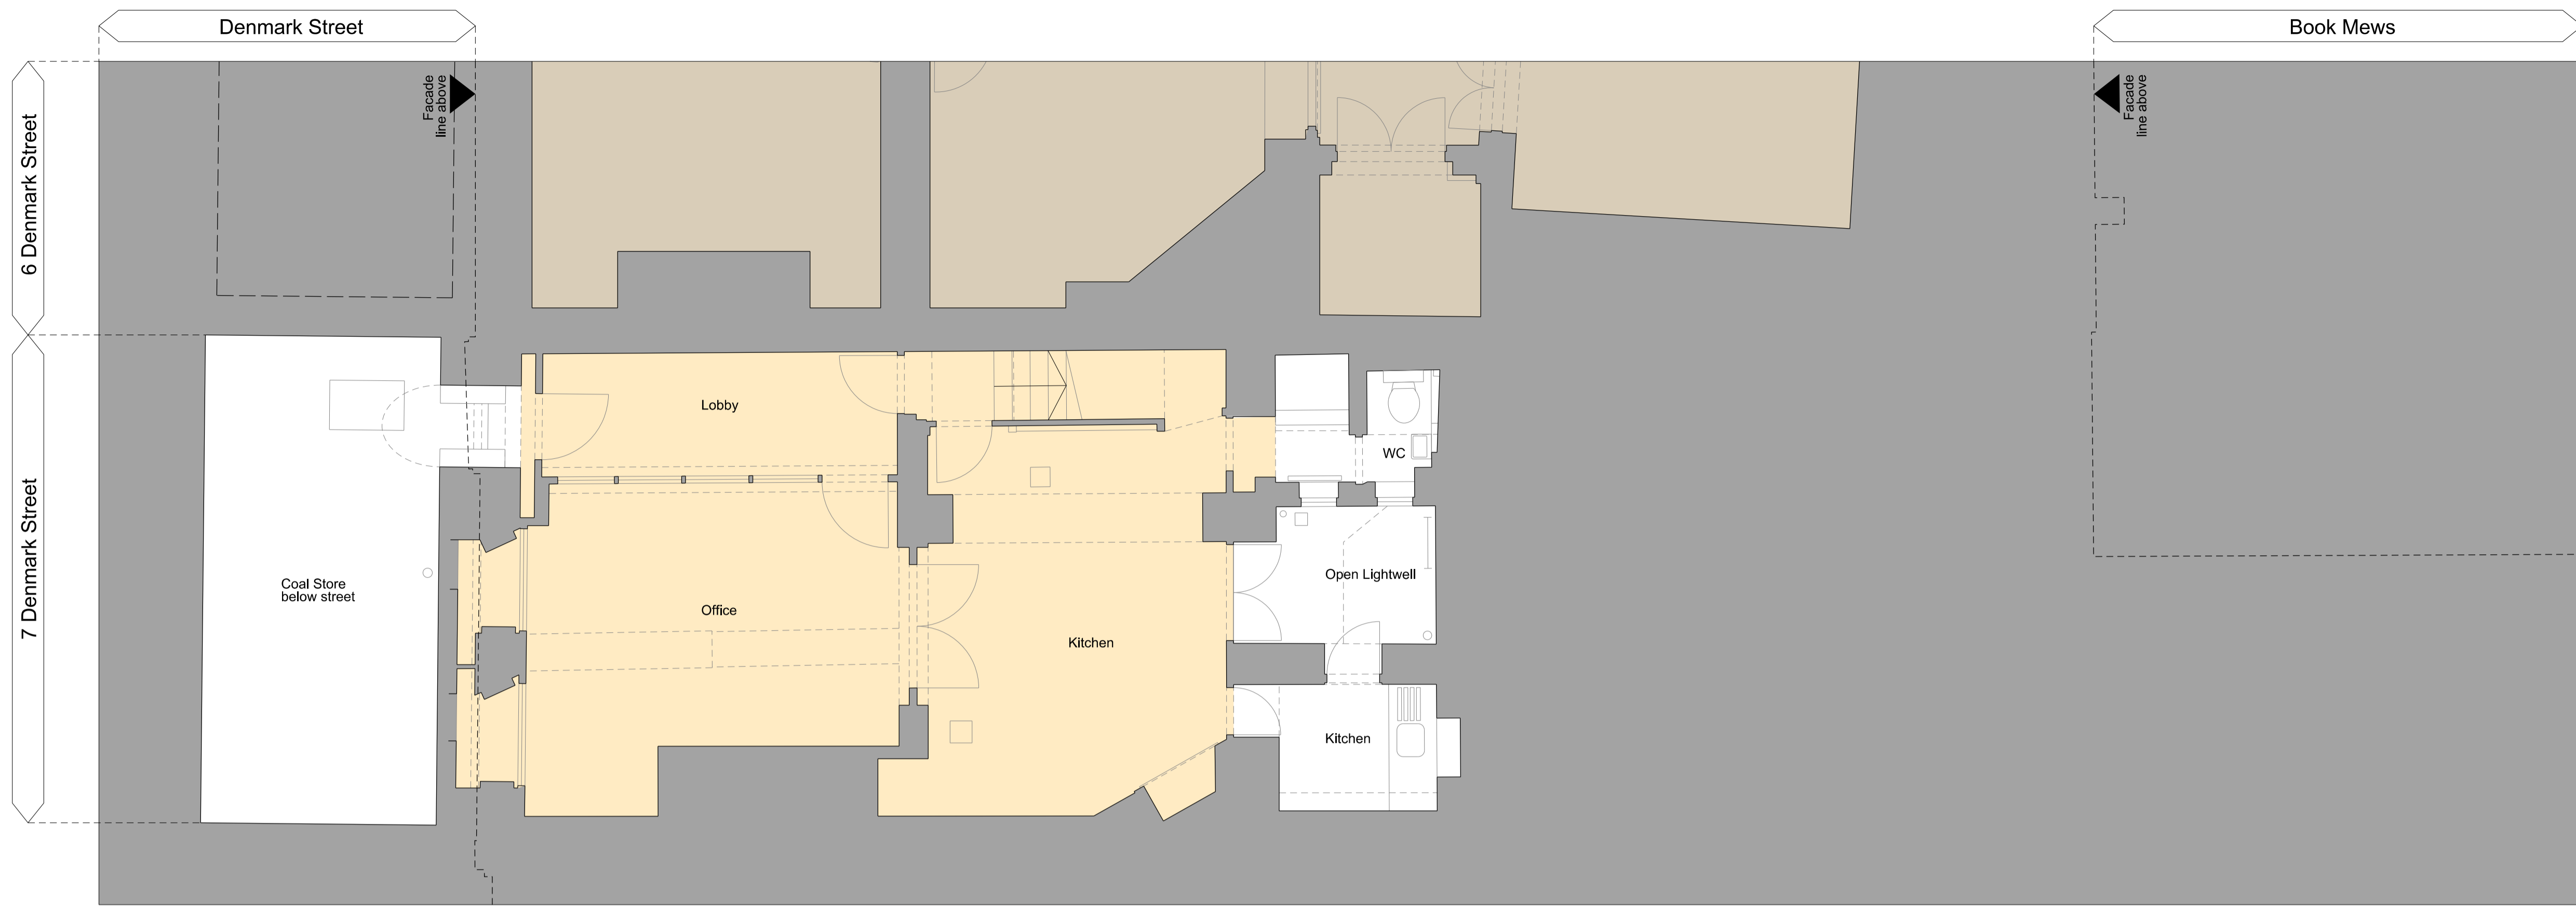 Denmark Street
Book Mews
6 Denmark Street
Facade
line above
Facade
line above
7 Denmark Street
Lobby
WC
Coal Store
below street
Office
Open Lightwell
Kitchen
Kitchen